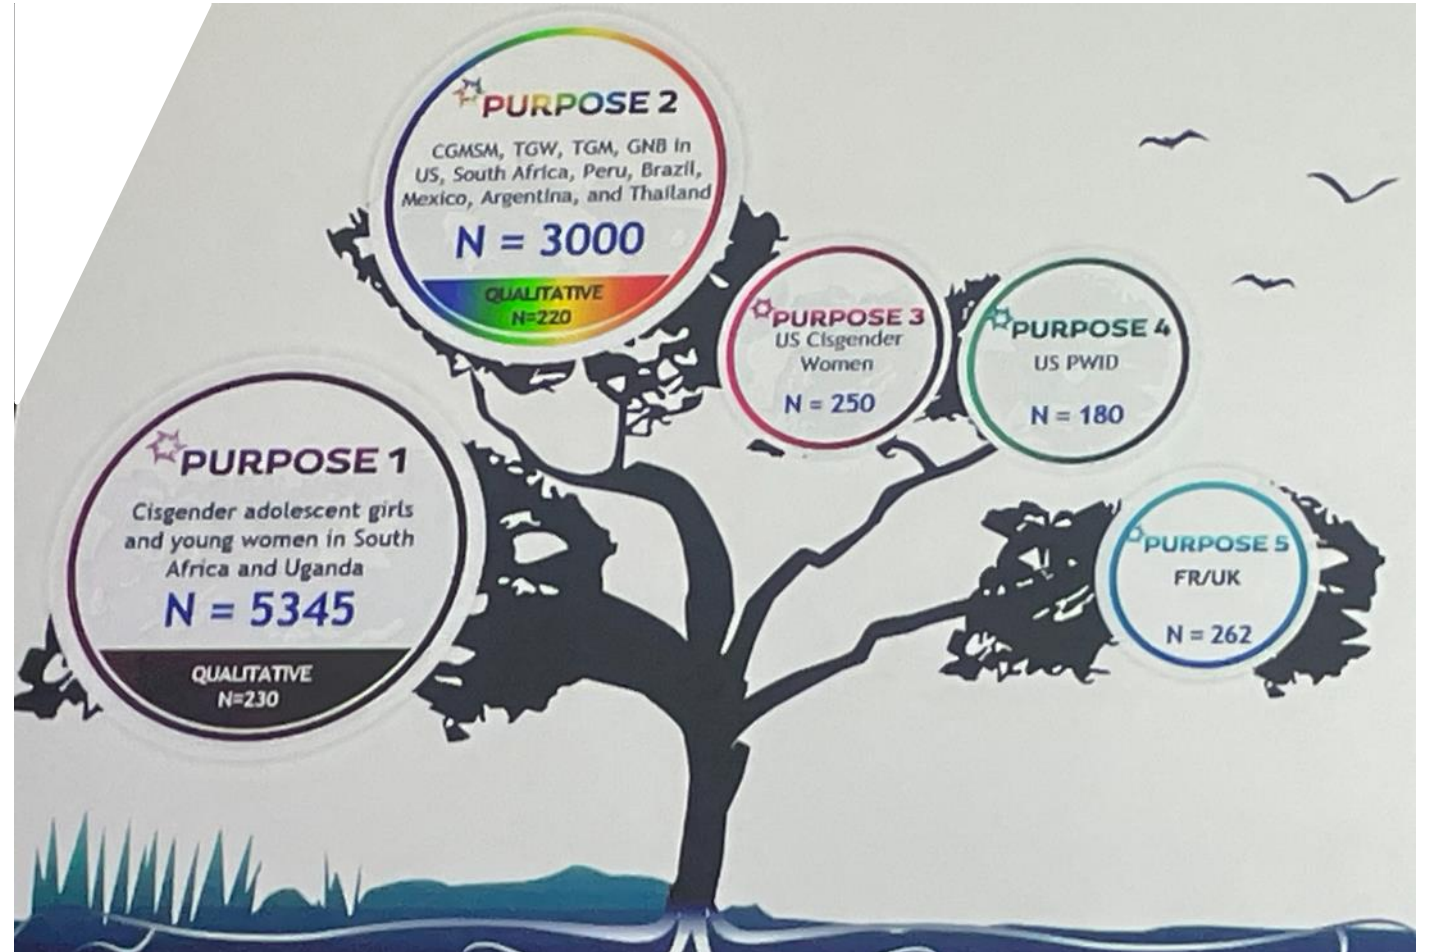 PURPOSE 2
CGMSM, TGW, TGM, GNB in
US, South Africa, Peru, Brazil,
Mexico, Argentina, and Thailand
N = 3000
QUALITATIVE
N=220
PURPOSE 3
US Cisgender
Women
N = 250
PURPOSE 4
US PWID
N = 180
PURPOSE 1
Cisgender adolescent girls
and young women in South
Africa and Uganda
N = 5345
QUALITATIVE
N=230
PURPOSE 5
FR/UK
N = 262